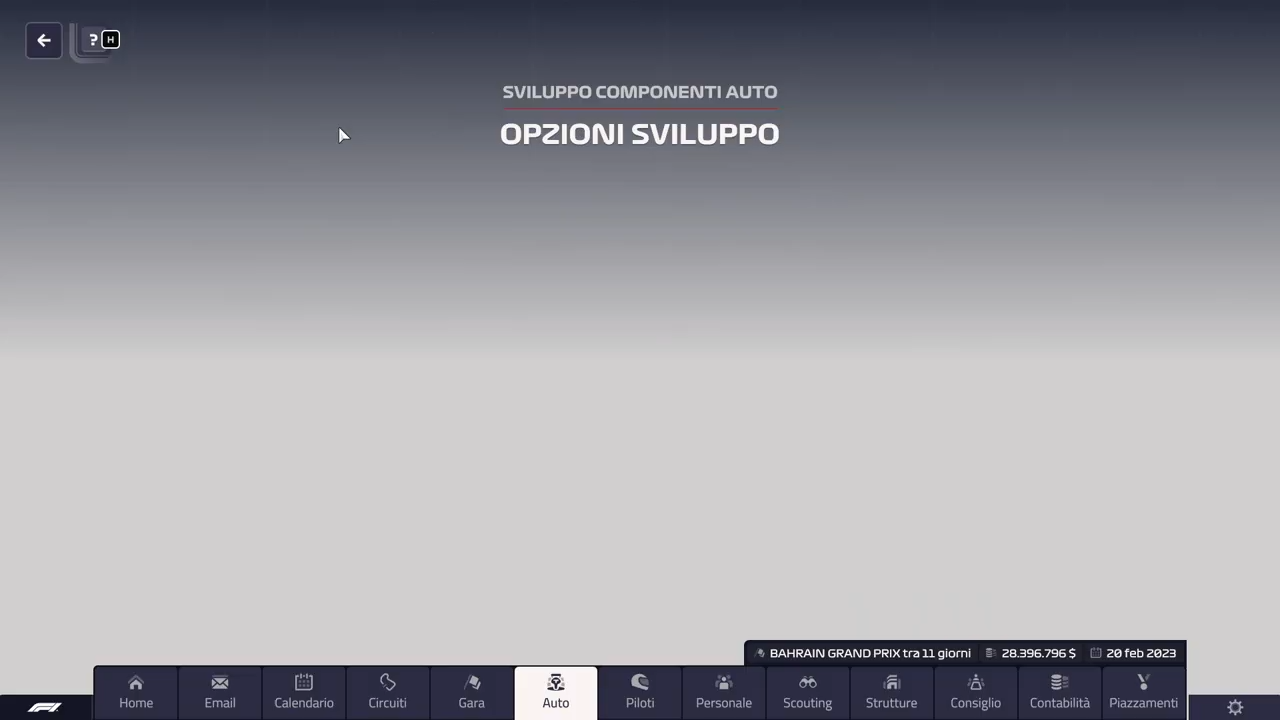 ? H
SVILUPPO COMPONENTI AUTO
OPZIONI SVILUPPO
BAHRAIN GRAND PRIX tra 11 giorni 28.396.796 $ 20 feb 2023
Home Email Calendario Circuiti Gara Auto Piloti Personale Scouting Strutture Consiglio Contabilità Piazzamenti